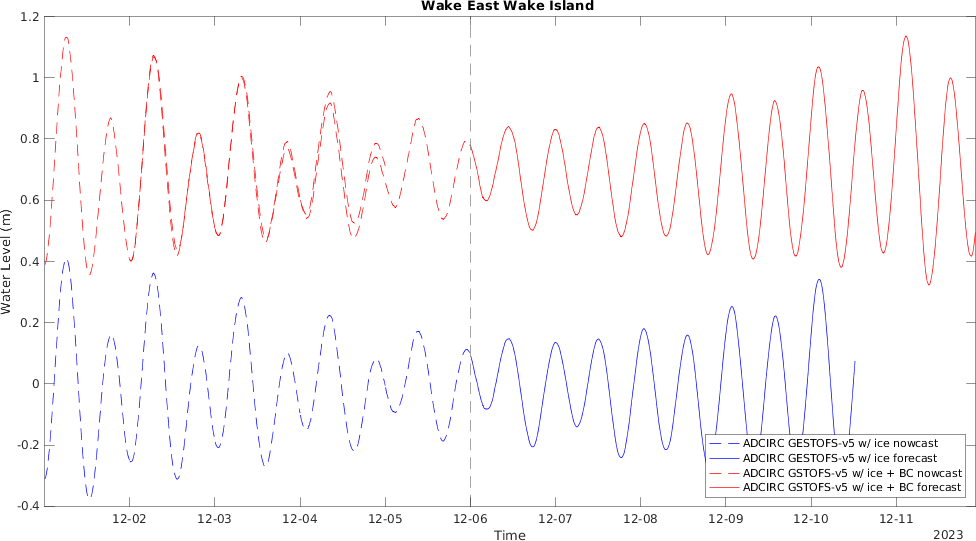 Wake East Wake Island
1.2
1
0.8
0.6
0.4
0.2
0
-0.2
-0.4
Water Level (m)
ADCIRC GESTOFS-v5 w/ ice nowcast
ADCIRC GESTOFS-v5 w/ ice forecast
ADCIRC GSTOFS-v5 w/ ice + BC nowcast
ADCIRC GSTOFS-v5 w/ ice + BC forecast
12-02 12-03 12-04 12-05 12-06 12-07 12-08 12-09 12-10 12-11
Time
2023